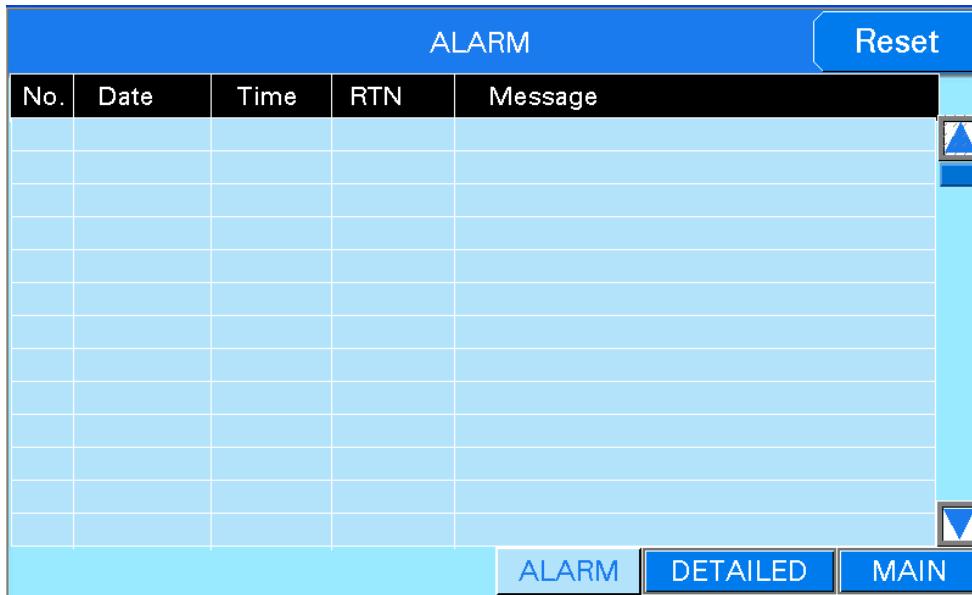 ALARM Reset
No. Date Time RTN Message
ALARM DETAILED MAIN